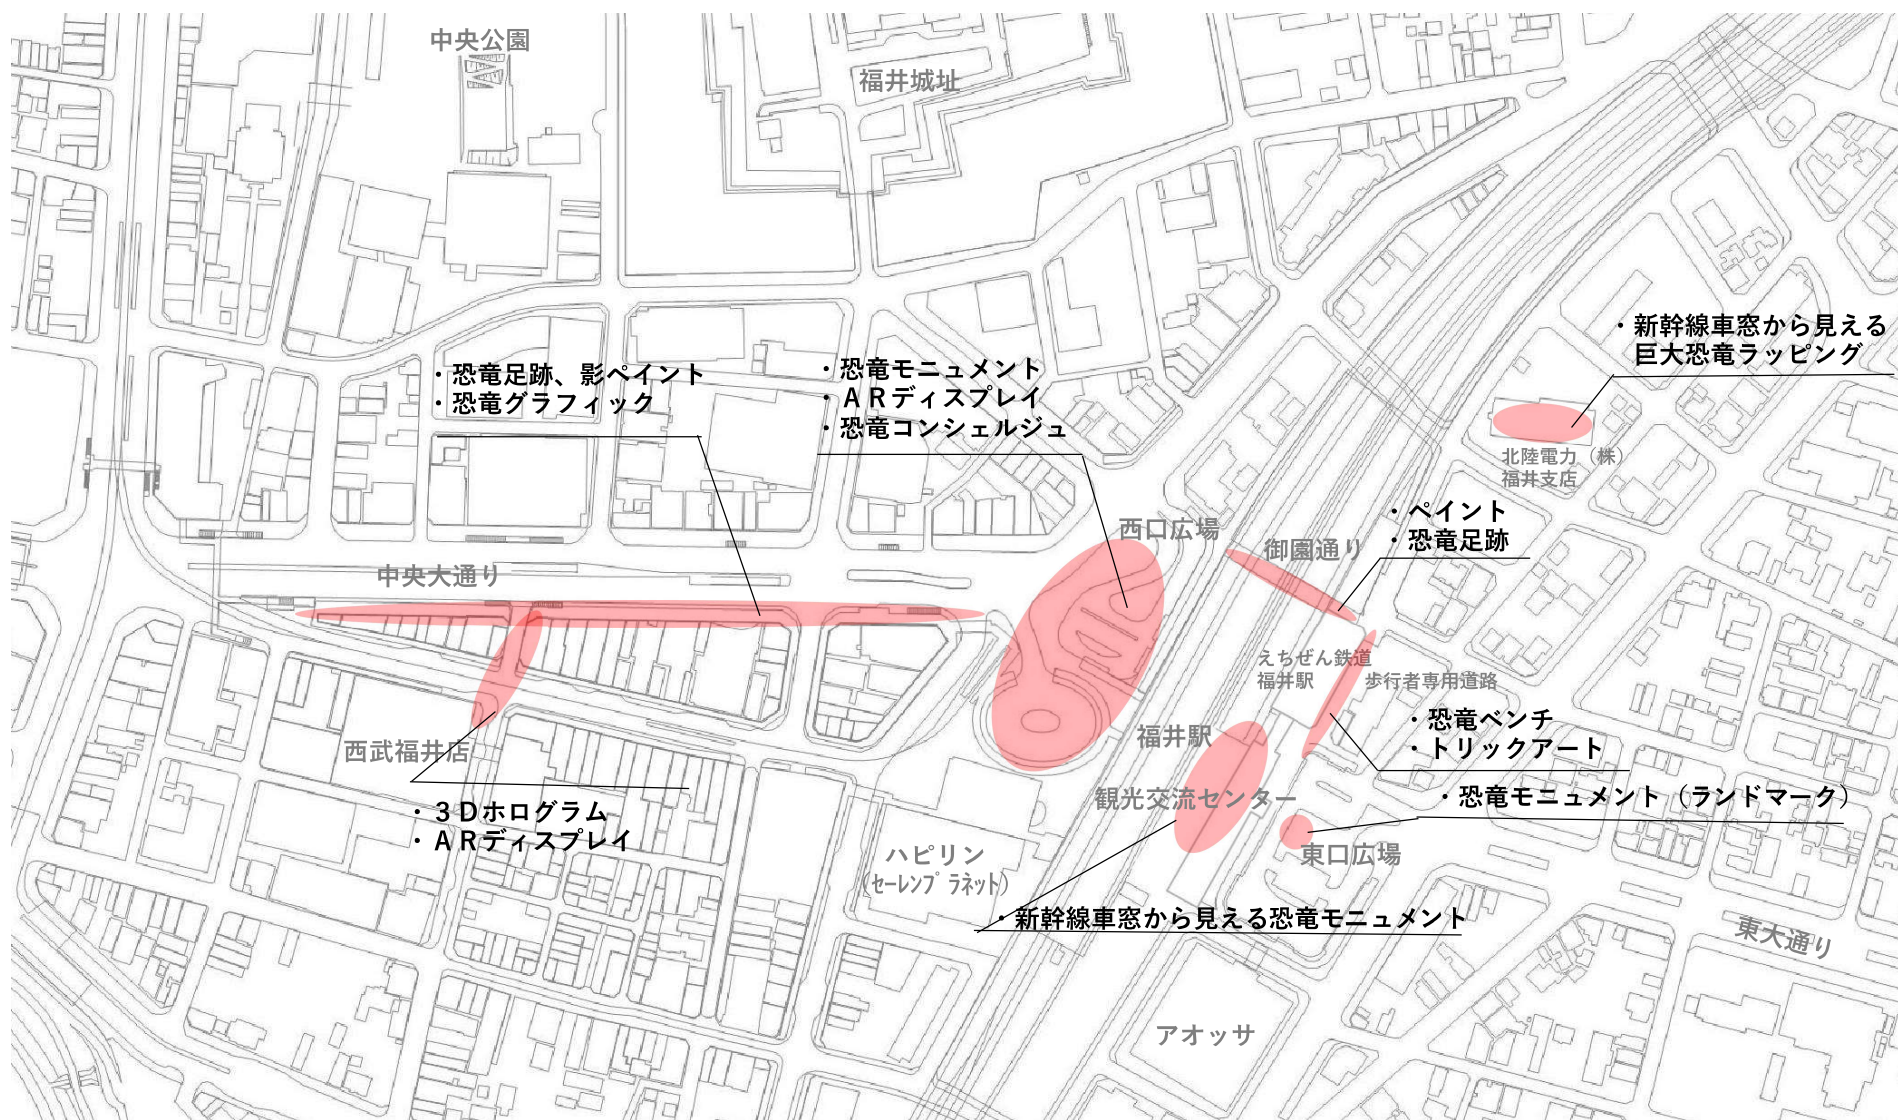 中央公園
福井城址
・新幹線車窓から見える
巨大恐竜ラッピング
・恐竜足跡、影ペイント
・恐竜グラフィック
・恐竜モニュメント
・ＡＲディスプレイ
・恐竜コンシェルジュ
北陸電力（株）
福井支店
・ペイント
・恐竜足跡
西口広場
御園通り
中央大通り
えちぜん鉄道
福井駅
歩行者専用道路
・恐竜ベンチ
・トリックアート
福井駅
西武福井店
観光交流センター
・恐竜モニュメント（ランドマーク）
・３Ｄホログラム
・ＡＲディスプレイ
ハピリン
(ｾｰﾚﾝﾌﾟﾗﾈｯﾄ)
東口広場
・新幹線車窓から見える恐竜モニュメント
東大通り
アオッサ